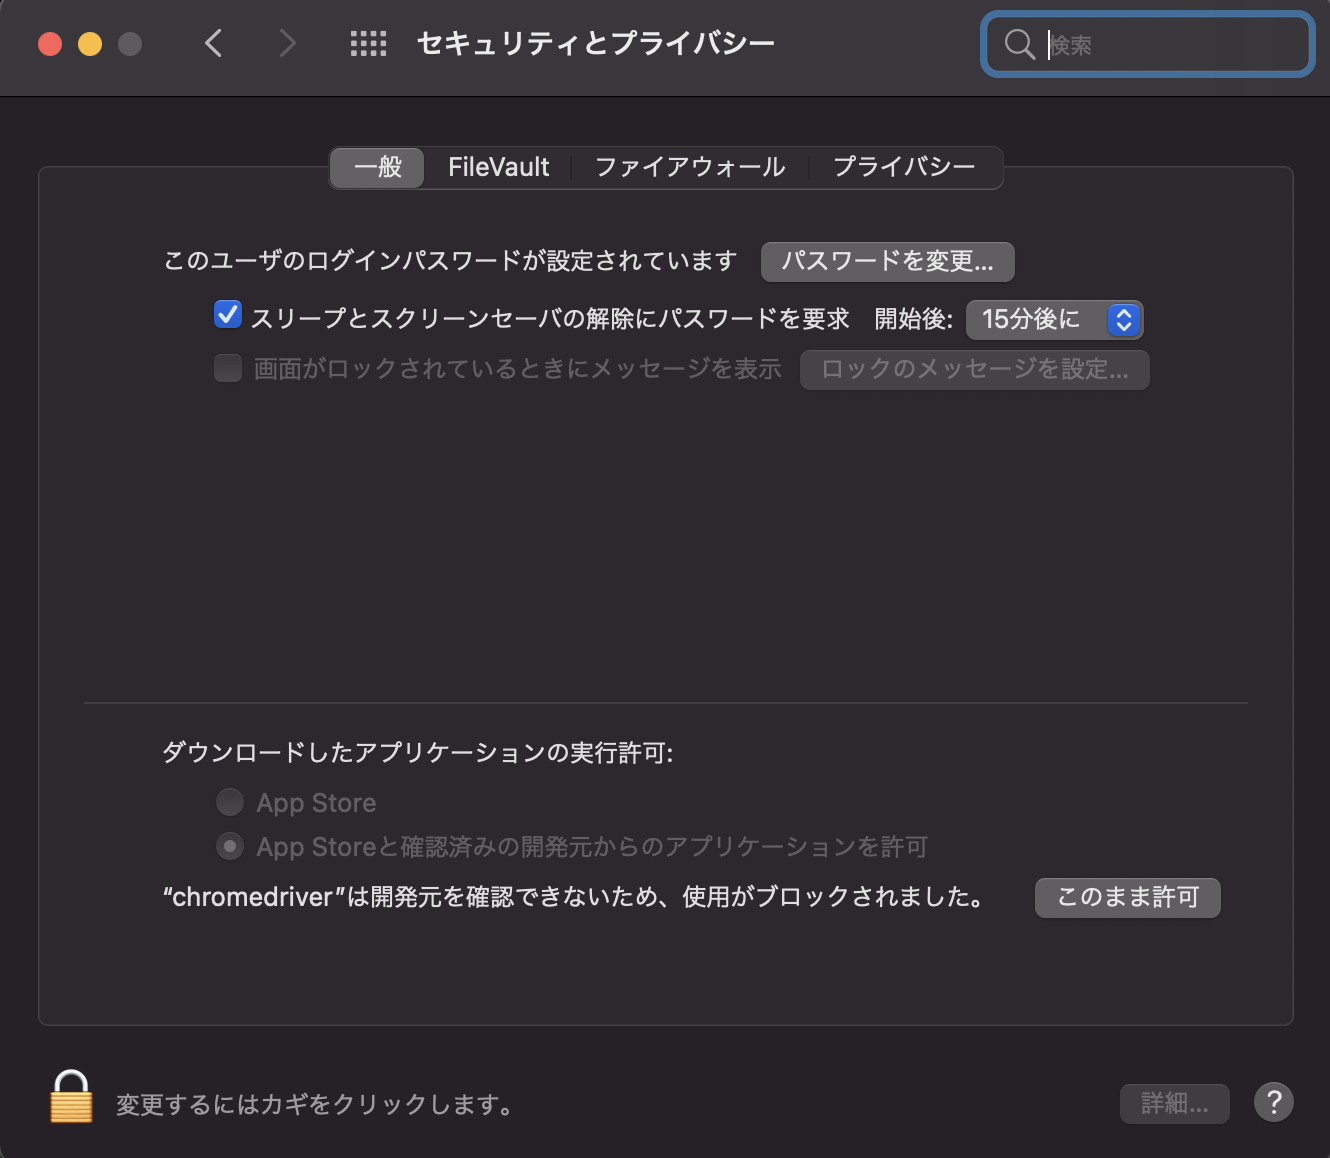 セキュリティとプライバシー
検索
一般
FileVault
ファイアウォール
プライバシー
このユーザのログインパスワードが設定されています
パスワードを変更...
スリープとスクリーンセーバの解除にパスワードを要求
開始後:
15分後に
画面がロックされているときにメッセージを表示
ロックのメッセージを設定...
ダウンロードしたアプリケーションの実行許可:
App Store
App Storeと確認済みの開発元からのアプリケーションを許可
“chromedriver”は開発元を確認できないため、使用がブロックされました。
このまま許可
変更するにはカギをクリックします。
詳細...
?